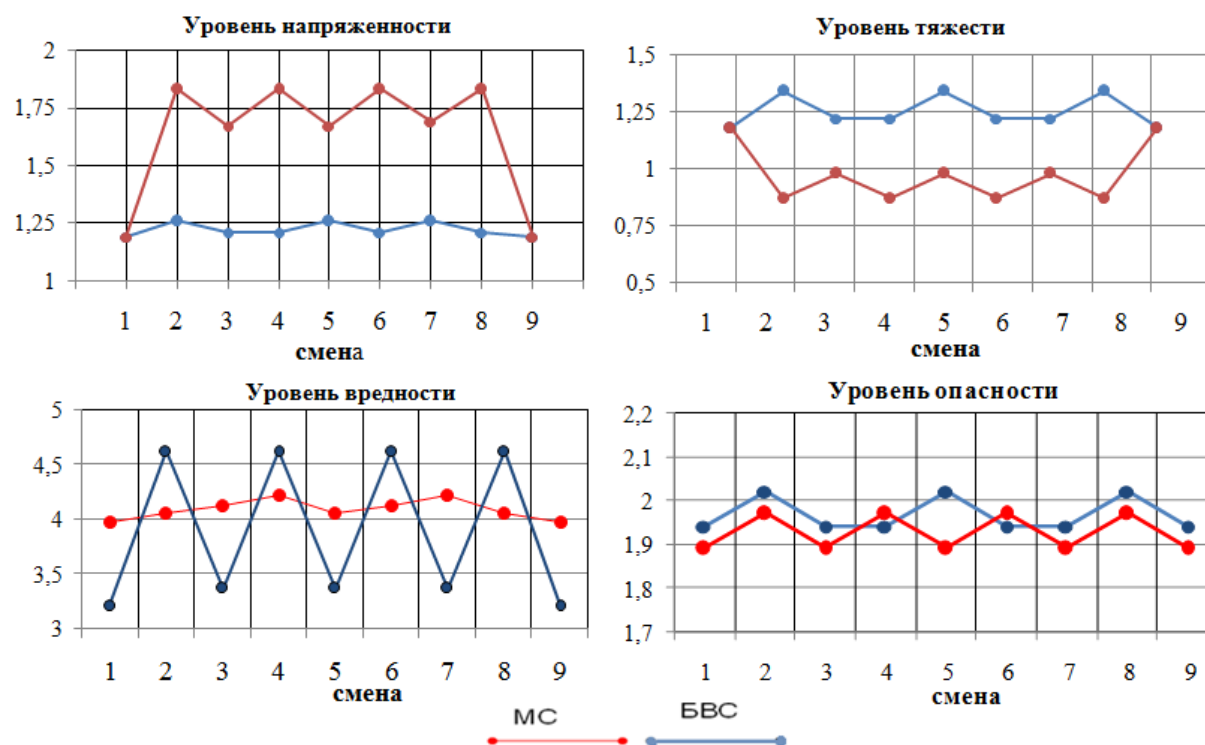 Уровень напряженности
2
1,75
1,5
1,25
1
1 2 3 4 5 6 7 8 9
смена
Уровень тяжести
1,5
1,25
1
0,75
0,5
1 2 3 4 5 6 7 8 9
смена
Уровень вредности
5
4,5
4
3,5
3
1 2 3 4 5 6 7 8 9
смена
Уровень опасности
2,2
2,1
2
1,9
1,8
1,7
1 2 3 4 5 6 7 8 9
смена
МС БВС